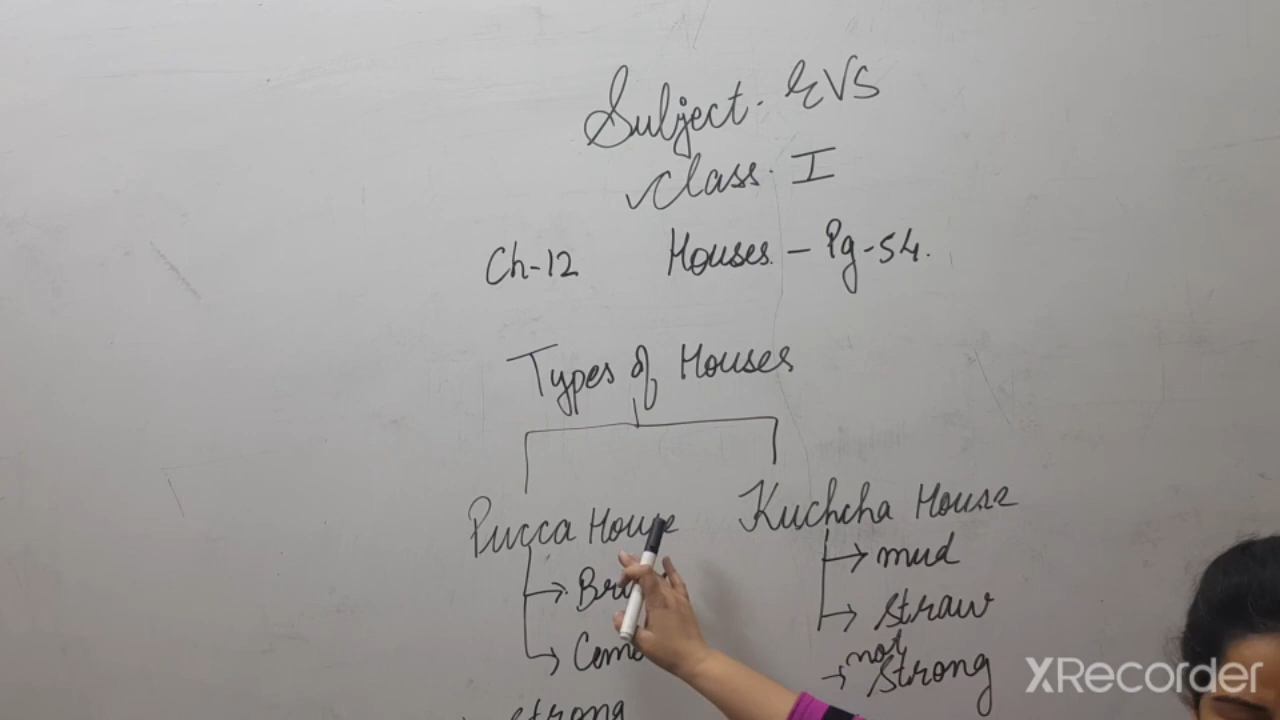 Subject. EVS
Class. I
Ch-12 Houses - Pg-54.
Types of Houses
Pucca House
Kuchcha House
→ mud
→ straw
→ not strong
strong
XRecorder